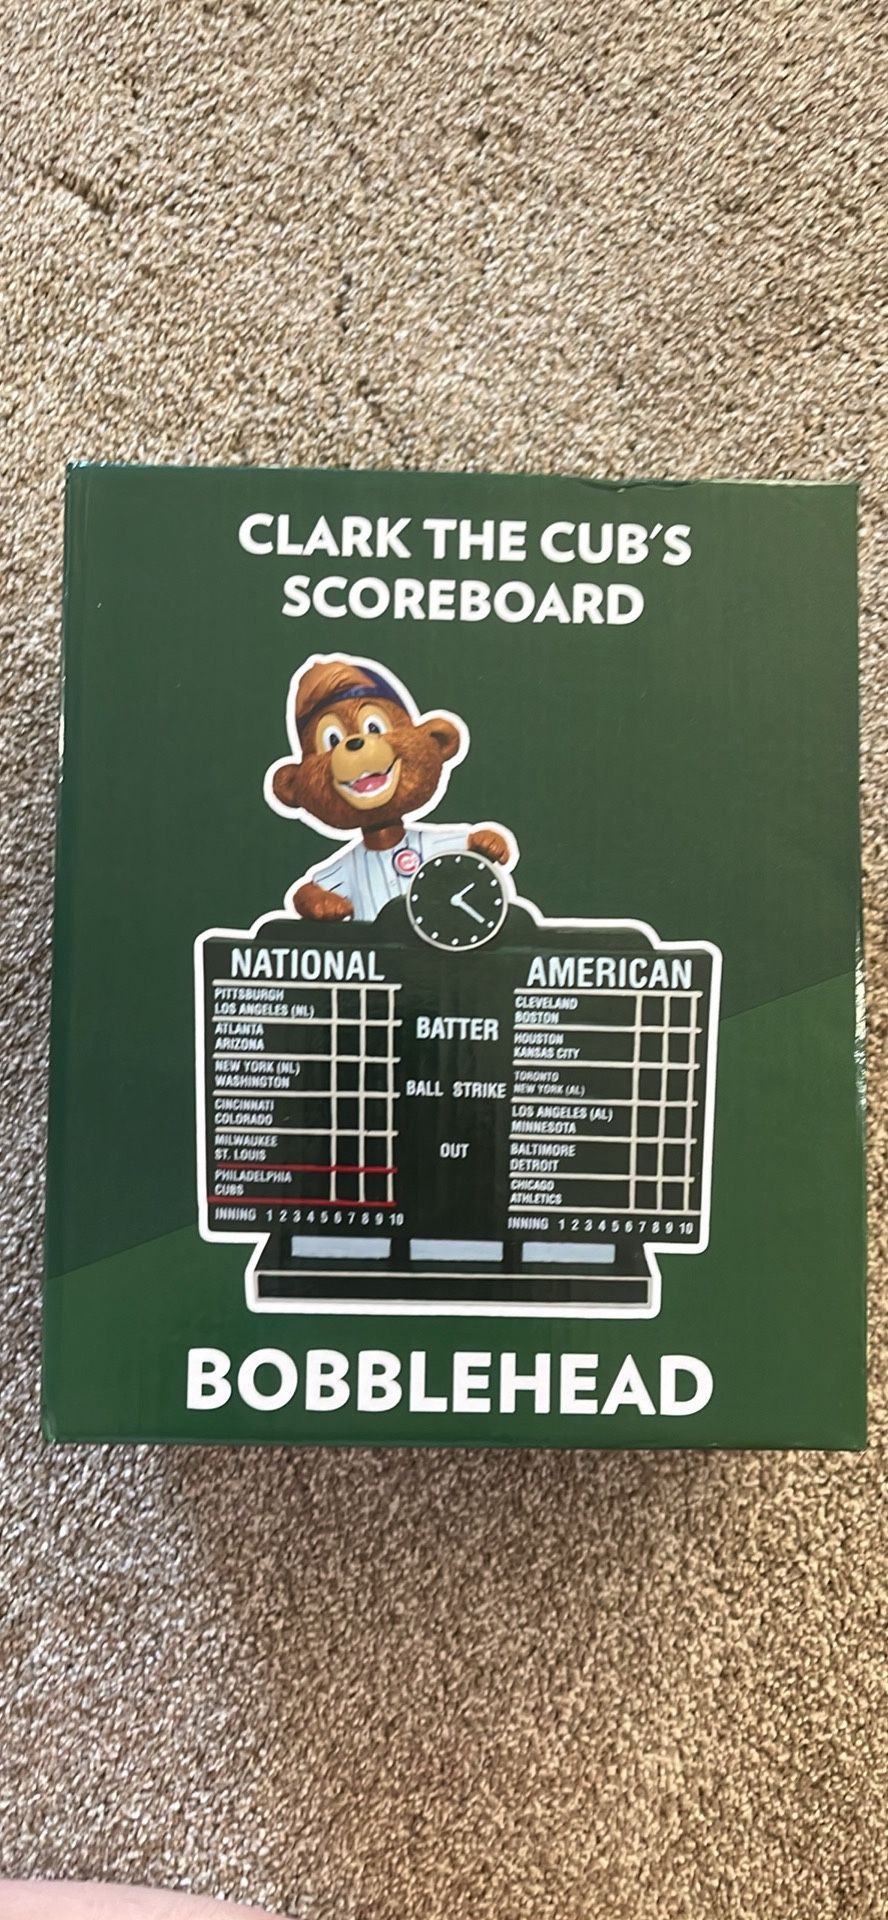 CLARK THE CUB'S
SCOREBOARD
C
NATIONAL
PITTSBURGH
LOS ANGELES (NL)
ATLANTA
ARIZONA
NEW YORK (NL)
WASHINGTON
CINCINNATI
COLORADO
MILWAUKEE
ST. LOUIS
PHILADELPHIA
CUBS
INNING 1 2 3 4 5 6 7 8 9 10
BATTER
BALL STRIKE
OUT
AMERICAN
CLEVELAND
BOSTON
HOUSTON
KANSAS CITY
TORONTO
NEW YORK (AL)
LOS ANGELES (AL)
MINNESOTA
BALTIMORE
DETROIT
CHICAGO
ATHLETICS
INNING 1 2 3 4 5 6 7 8 9 10
BOBBLEHEAD